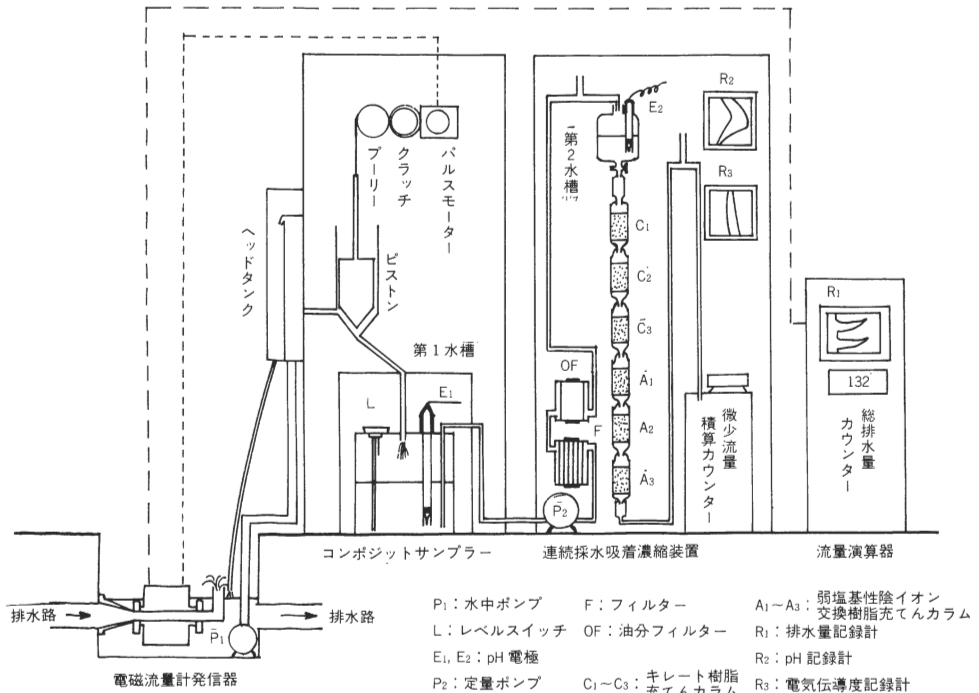 R2
E2
プーリー
クラッチ
パルスモーター
第2水槽
R3
ヘッドタンク
ピストン
C1
C2
C3
R1
第1水槽
OF
A1
132
L
E1
F
A2
微少流量
積算カウンター
総排水量
カウンター
A3
P2
コンポジットサンプラー
連続採水吸着濃縮装置
流量演算器
排水路
排水路
P1
電磁流量計発信器
P1：水中ポンプ
L：レベルスイッチ
E1, E2：pH 電極
P2：定量ポンプ
F：フィルター
OF：油分フィルター
C1～C3：キレート樹脂
充てんカラム
A1～A3：弱塩基性陰イオン
交換樹脂充てんカラム
R1：排水量記録計
R2：pH 記録計
R3：電気伝導度記録計